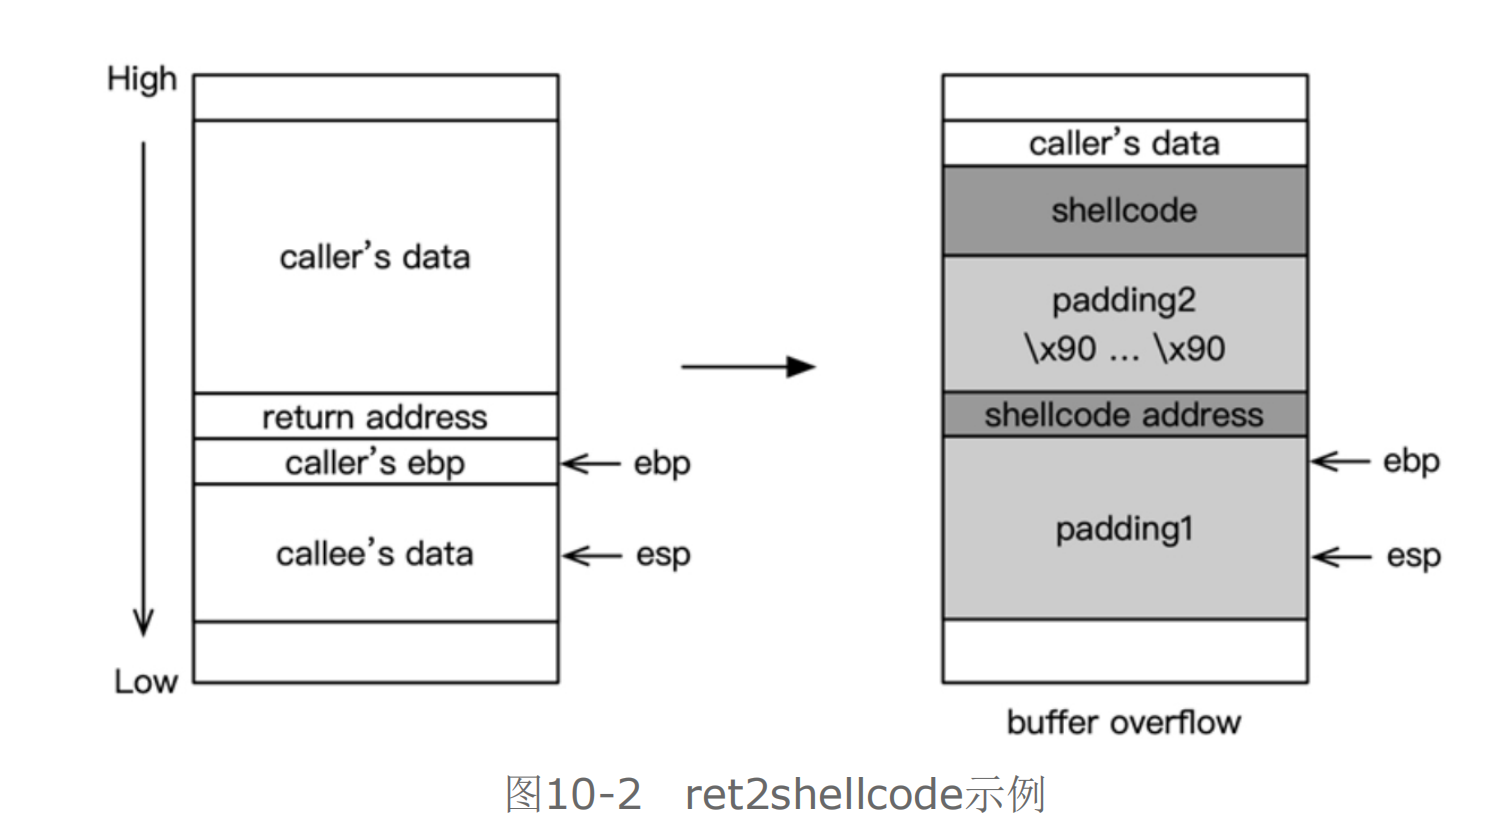 High
Low
caller's data
return address
caller's ebp
callee's data
ebp
esp
caller's data
shellcode
padding2
\x90 ... \x90
shellcode address
padding1
ebp
esp
buffer overflow
图10-2 ret2shellcode示例